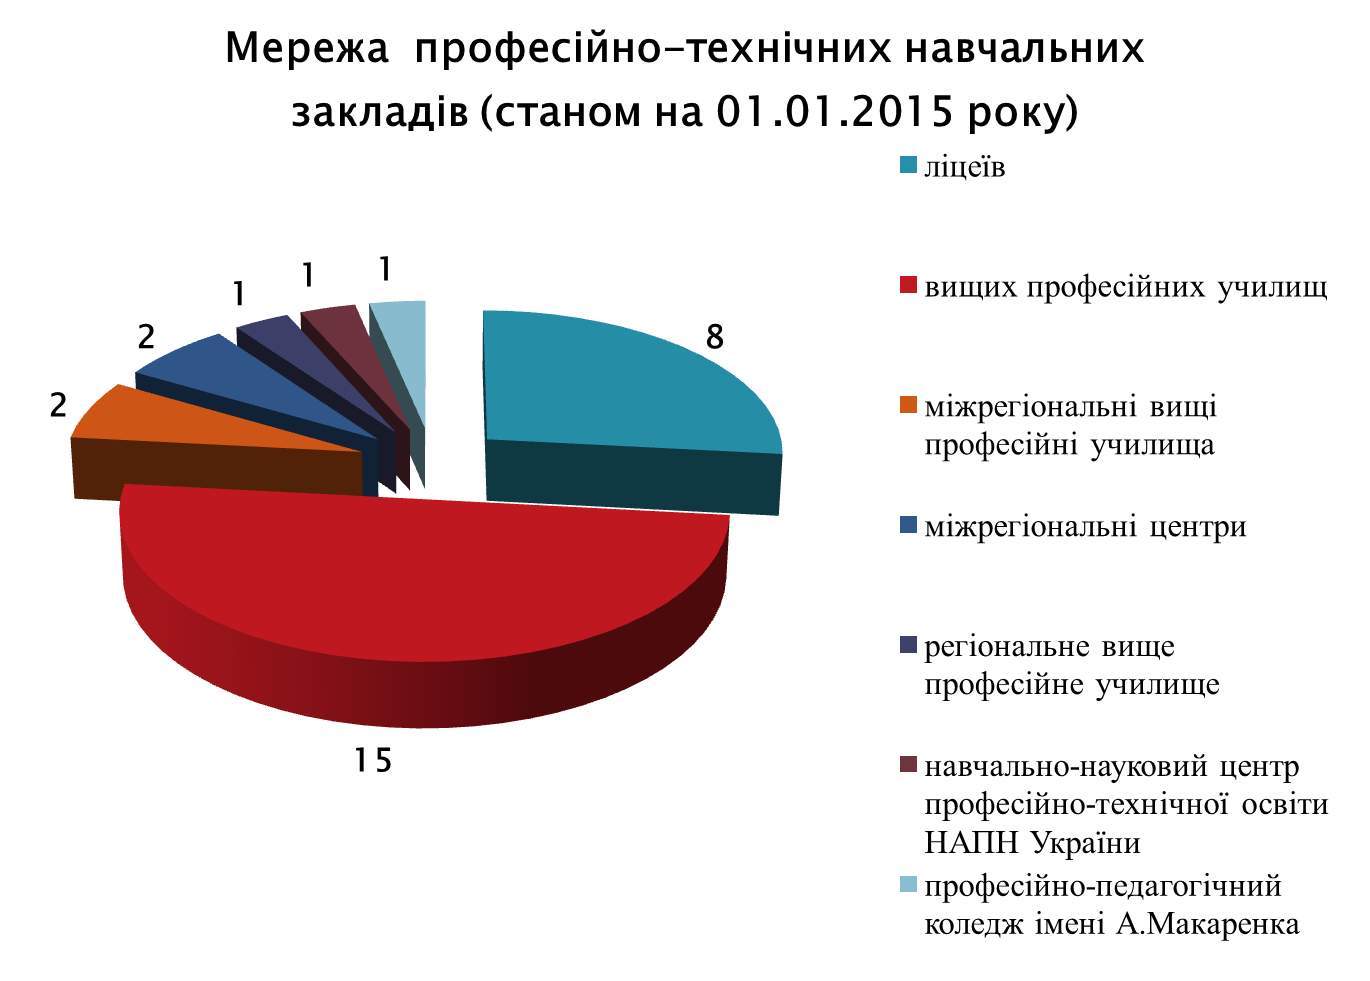 Мережа професійно-технічних навчальних
закладів (станом на 01.01.2015 року)
ліцеїв
вищих професійних училищ
міжрегіональні вищі
професійні училища
міжрегіональні центри
регіональне вище
професійне училище
навчально-науковий центр
професійно-технічної освіти
НАПН України
професійно-педагогічний
коледж імені А.Макаренка
8
15
2
2
1
1
1